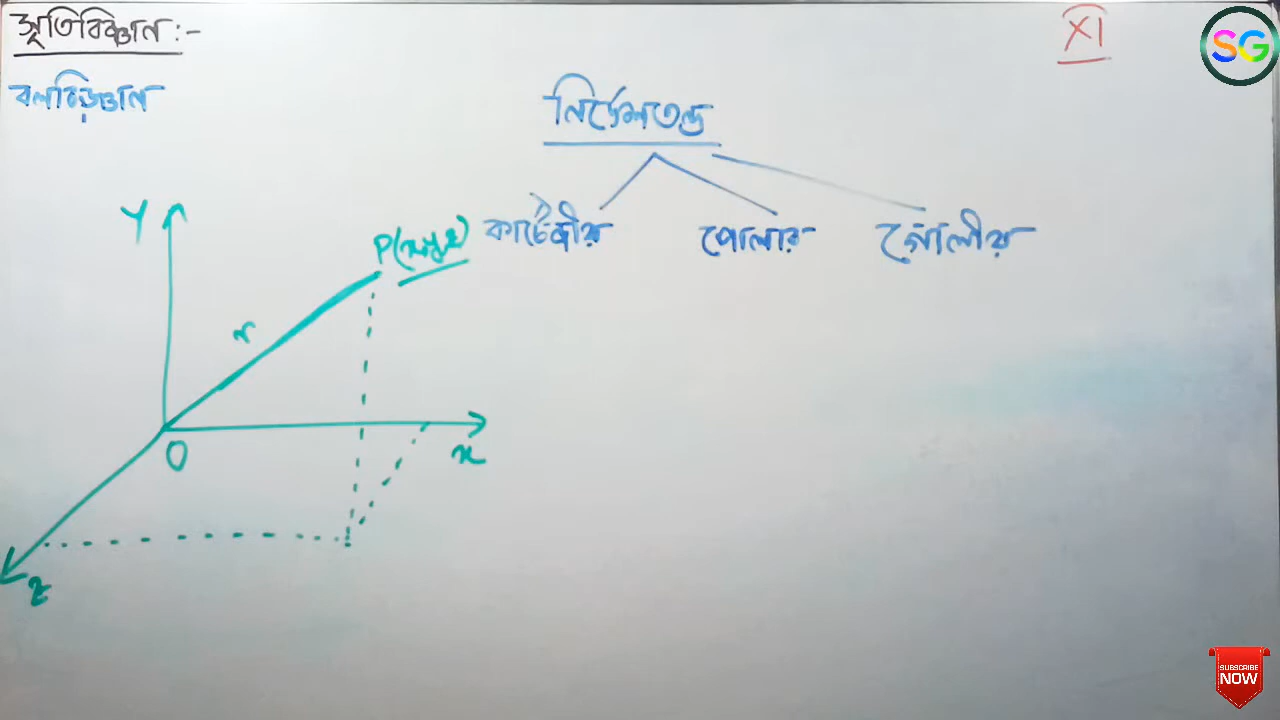 সৃতিবিজ্ঞান :-
XI
SG
বলবিজ্ঞান
নির্দেশতন্ত্র
কার্টেজীয় পোলার গোলীয়
Y
P(x,y,z)
r
O
x
z
SUBSCRIBE
NOW